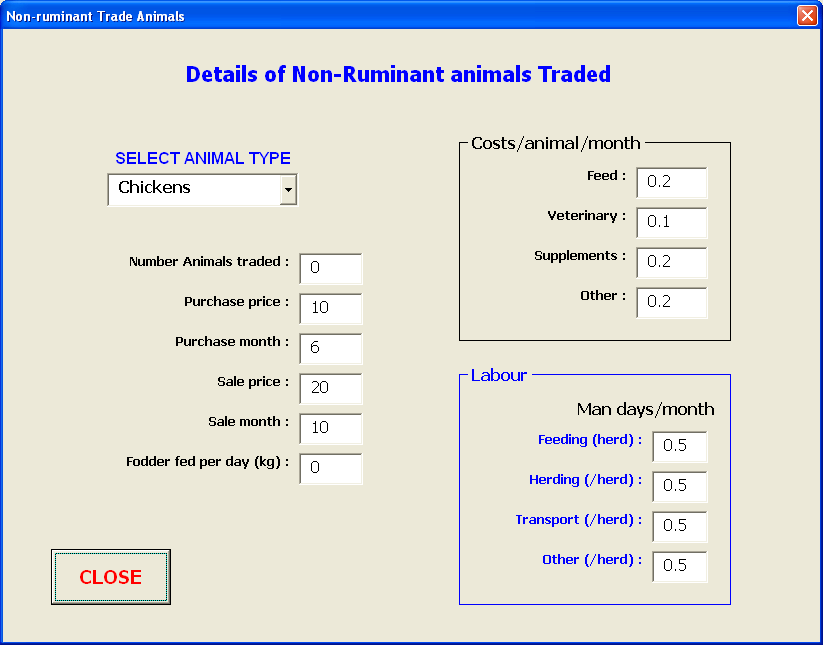 Non-ruminant Trade Animals
Details of Non-Ruminant animals Traded
SELECT ANIMAL TYPE
Chickens
Number Animals traded : 0
Purchase price : 10
Purchase month : 6
Sale price : 20
Sale month : 10
Fodder fed per day (kg) : 0
CLOSE
Costs/animal/month
Feed : 0.2
Veterinary : 0.1
Supplements : 0.2
Other : 0.2
Labour
Man days/month
Feeding (herd) : 0.5
Herding (/herd) : 0.5
Transport (/herd) : 0.5
Other (/herd) : 0.5